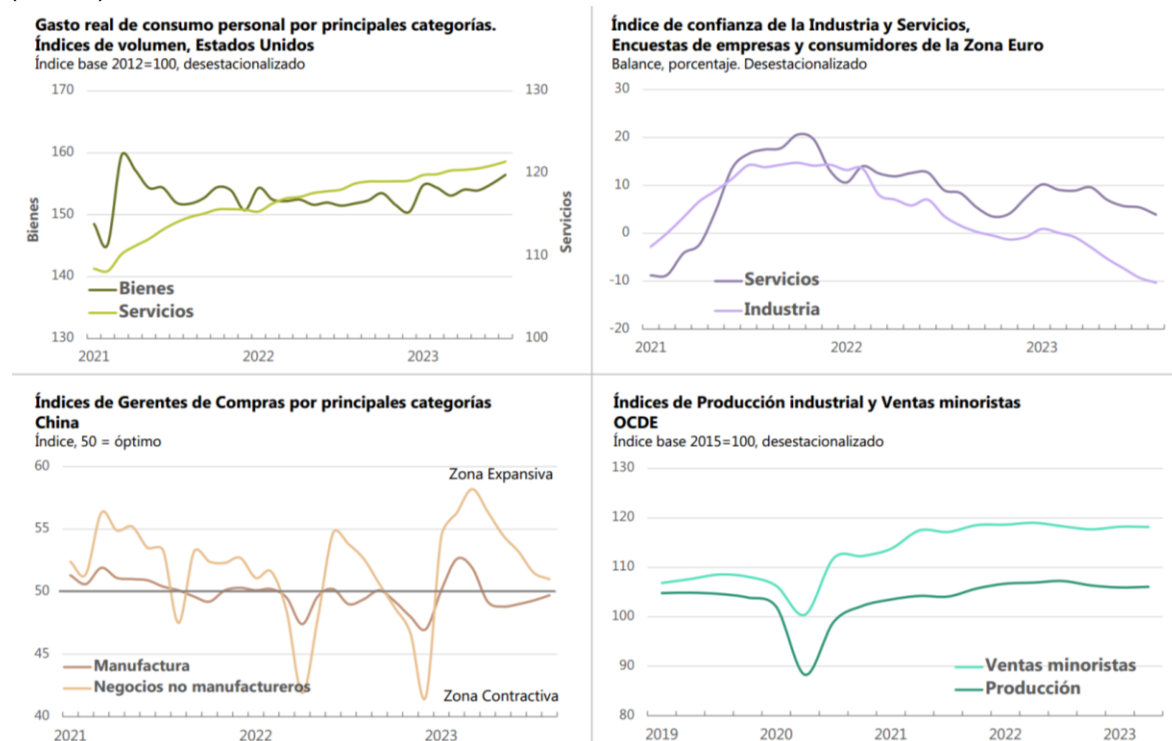 Gasto real de consumo personal por principales categorías.
Índices de volumen, Estados Unidos
Índice base 2012=100, desestacionalizado
170
160
150
140
130
Bienes
130
120
110
100
Servicios
Bienes
Servicios
2021
2022
2023
Índice de confianza de la Industria y Servicios,
Encuestas de empresas y consumidores de la Zona Euro
Balance, porcentaje. Desestacionalizado
30
20
10
0
-10
-20
Servicios
Industria
2021
2022
2023
Índices de Gerentes de Compras por principales categorías
China
Índice, 50 = óptimo
60
55
50
45
40
Zona Expansiva
Manufactura
Negocios no manufactureros
Zona Contractiva
2021
2022
2023
Índices de Producción industrial y Ventas minoristas
OCDE
Índice base 2015=100, desestacionalizado
130
120
110
100
90
80
Ventas minoristas
Producción
2019
2020
2021
2022
2023